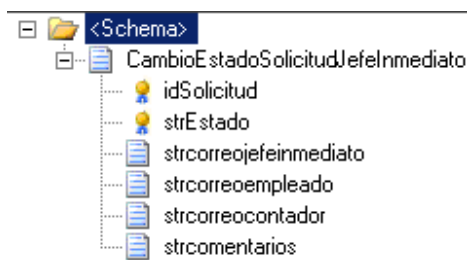 <Schema>
CambioEstadoSolicitudJefeInmediato
idSolicitud
strEstado
strcorreojefeinmediato
strcorreoempleado
strcorreocontador
strcomentarios